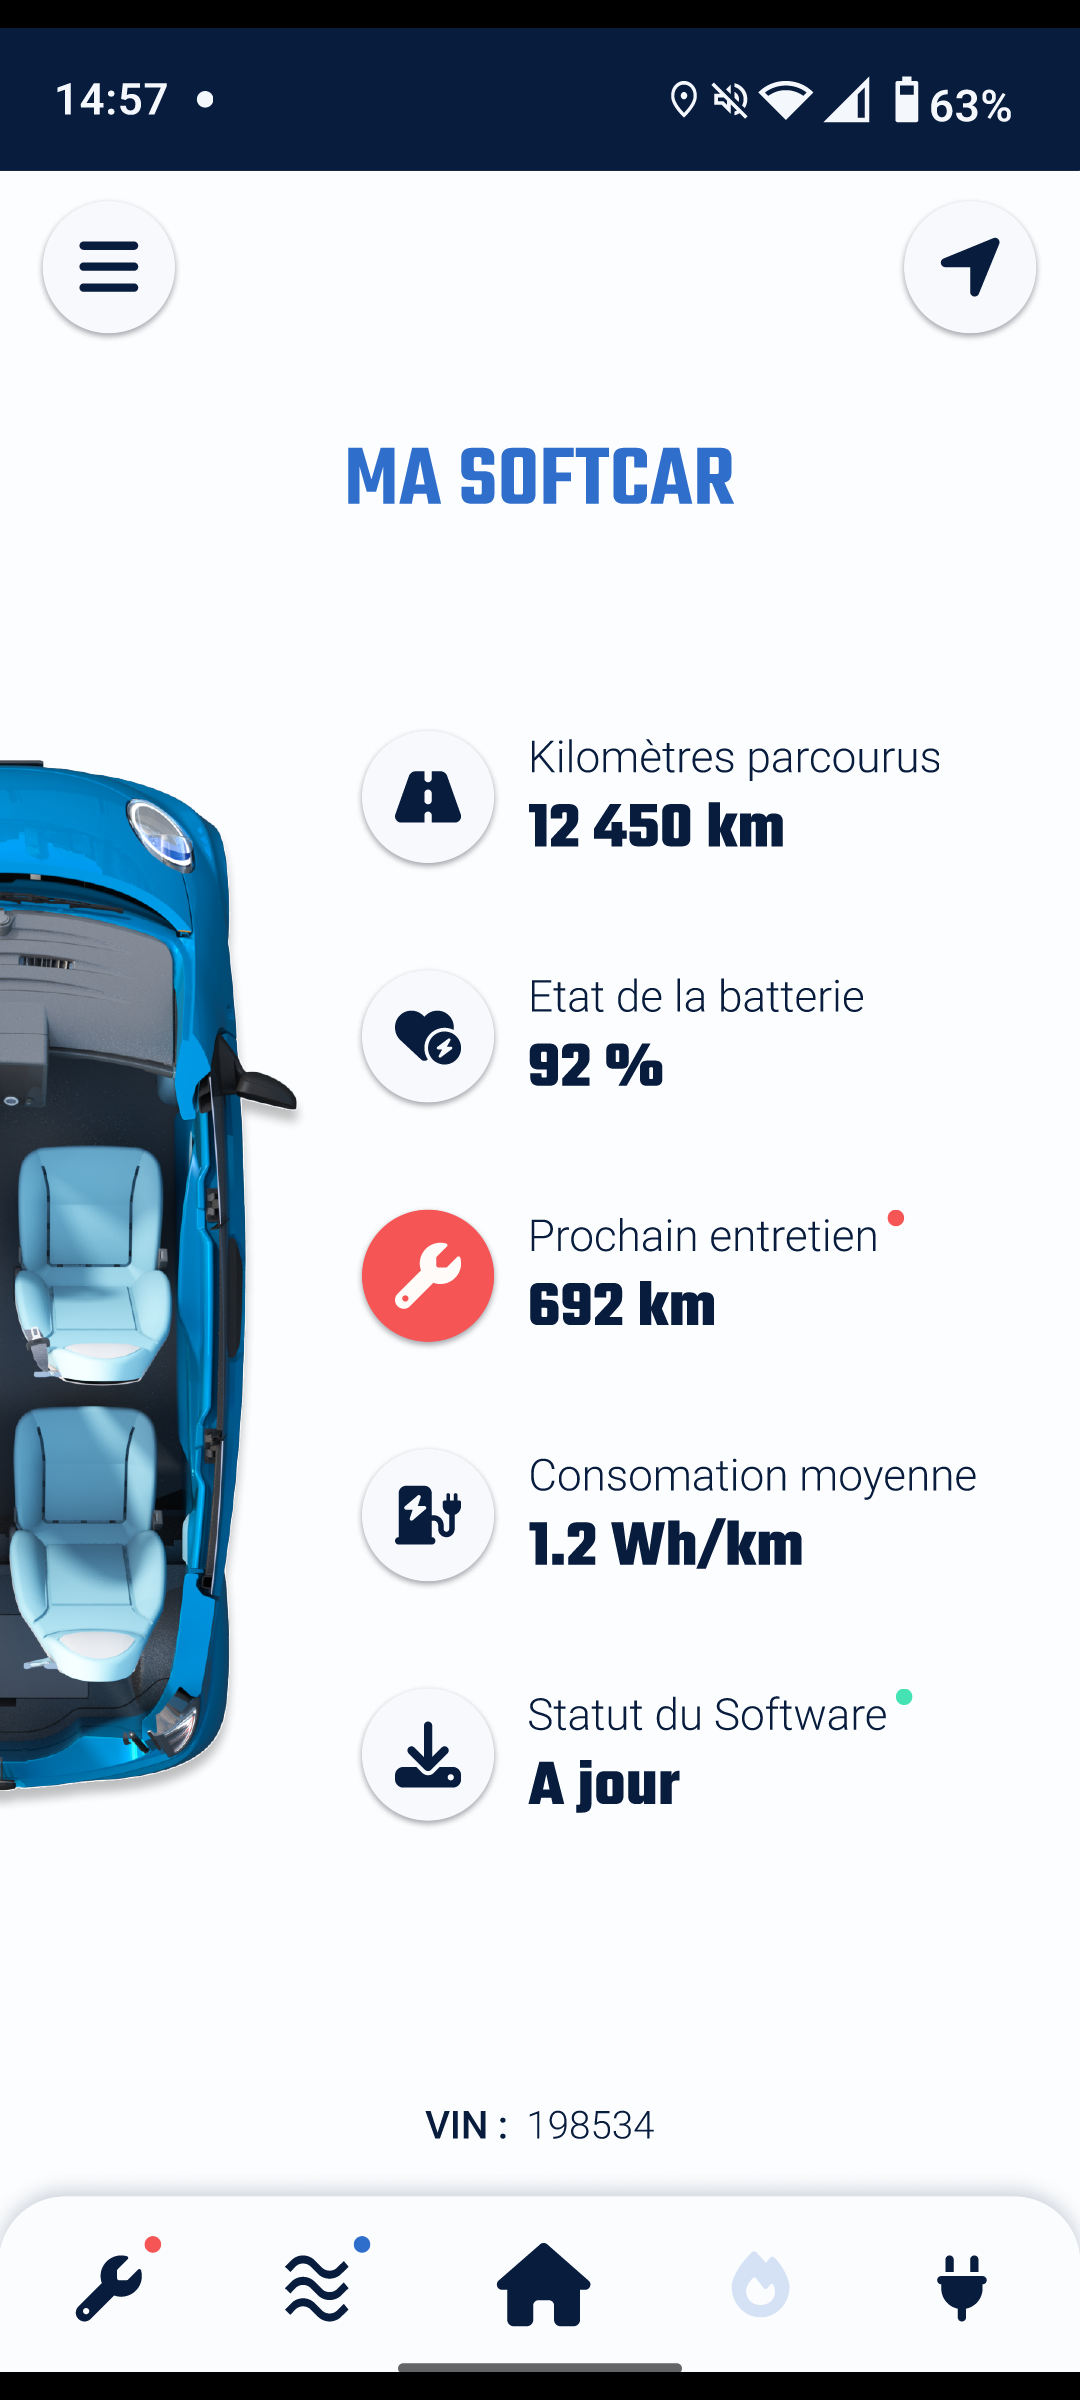 14:57
63%
MA SOFTCAR
Kilomètres parcourus
12 450 km
Etat de la batterie
92 %
Prochain entretien
692 km
Consomation moyenne
1.2 Wh/km
Statut du Software
A jour
VIN : 198534